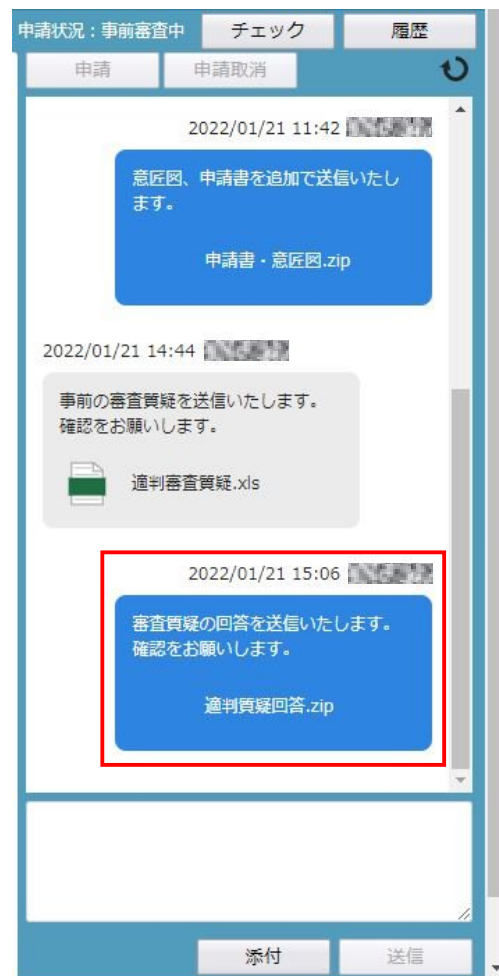 申請状況：事前審査中 チェック 履歴
申請 申請取消
2022/01/21 11:42
意匠図、申請書を追加で送信いたし
ます。
申請書・意匠図.zip
2022/01/21 14:44
事前の審査質疑を送信いたします。
確認をお願いします。
適判審査質疑.xls
2022/01/21 15:06
審査質疑の回答を送信いたします。
確認をお願いします。
適判質疑回答.zip
添付 送信